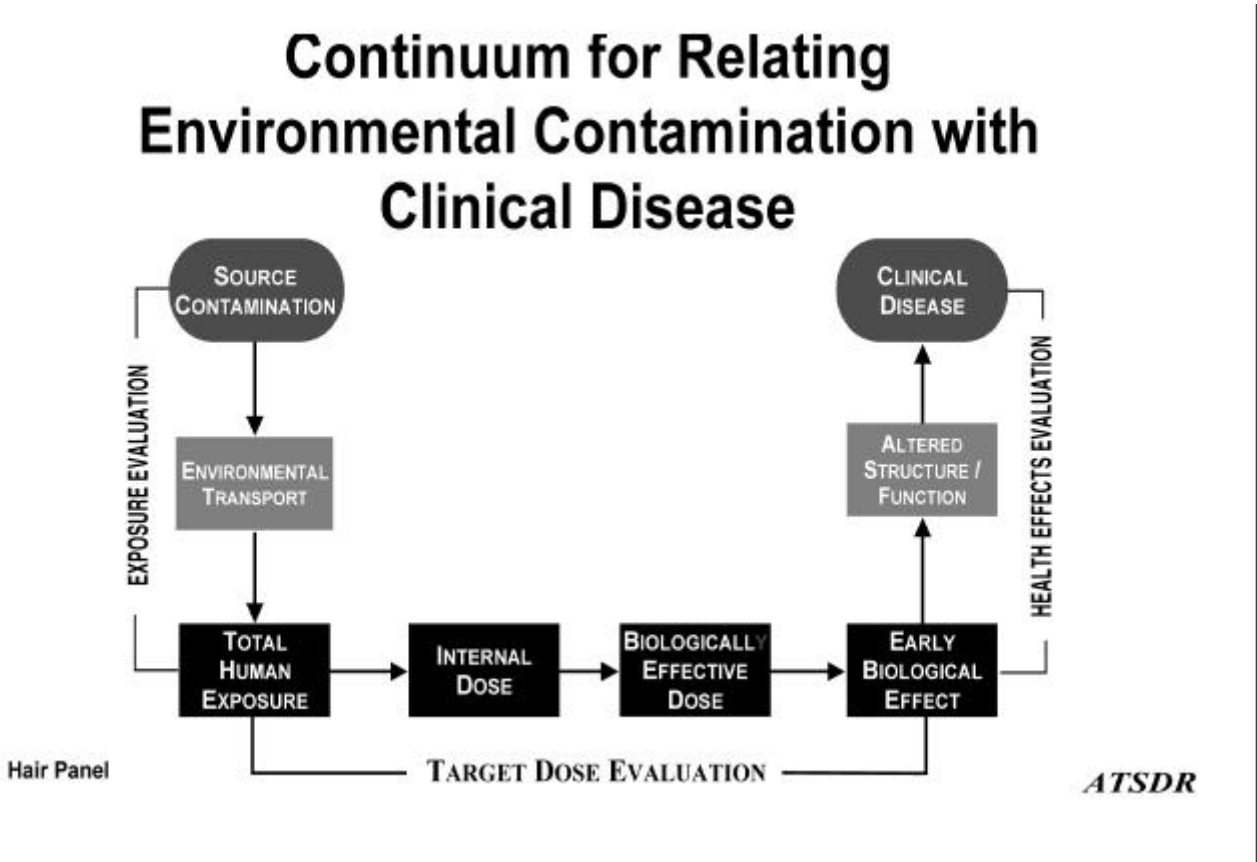 Continuum for Relating
Environmental Contamination with
Clinical Disease
SOURCE
CONTAMINATION
CLINICAL
DISEASE
EXPOSURE EVALUATION
HEALTH EFFECTS EVALUATION
ENVIRONMENTAL
TRANSPORT
ALTERED
STRUCTURE /
FUNCTION
TOTAL
HUMAN
EXPOSURE
INTERNAL
DOSE
BIOLOGICALLY
EFFECTIVE
DOSE
EARLY
BIOLOGICAL
EFFECT
TARGET DOSE EVALUATION
Hair Panel
ATSDR